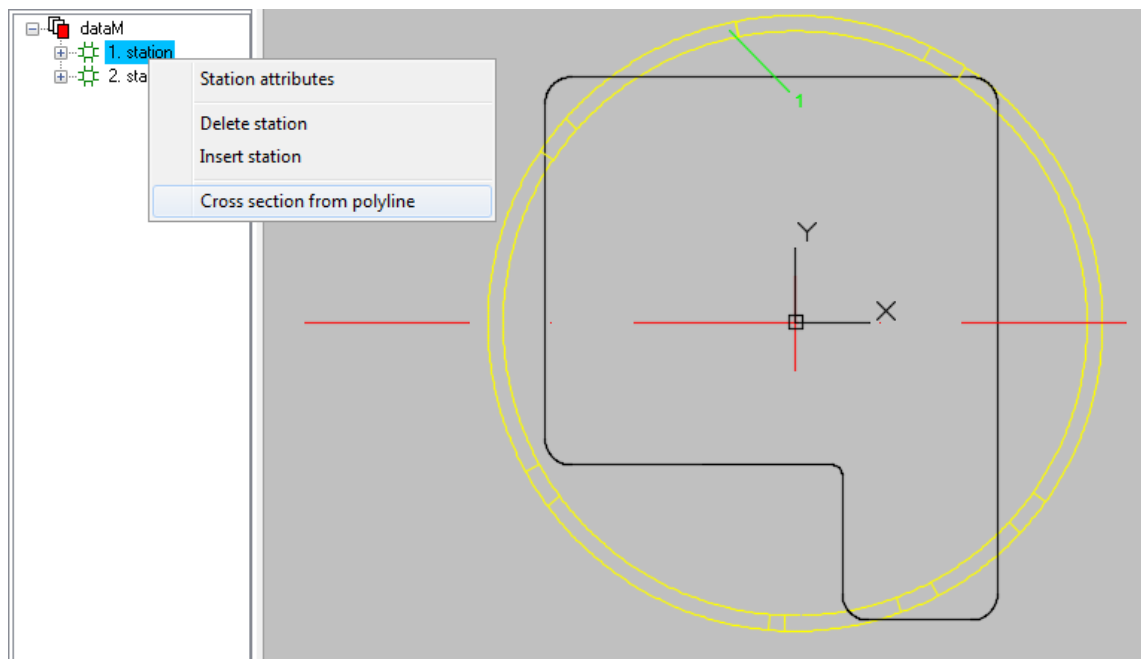 dataM
1. station
2. sta
Station attributes
Delete station
Insert station
Cross section from polyline
1
Y
X